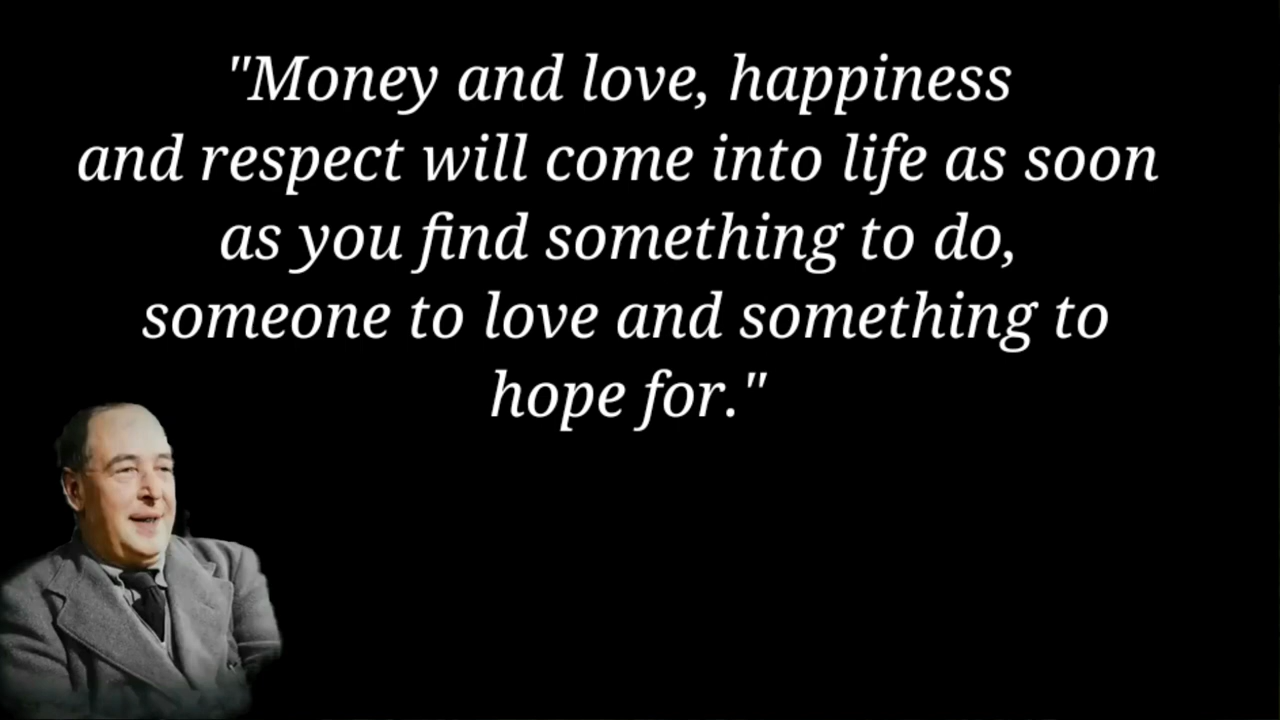 "Money and love, happiness
and respect will come into life as soon
as you find something to do,
someone to love and something to
hope for."